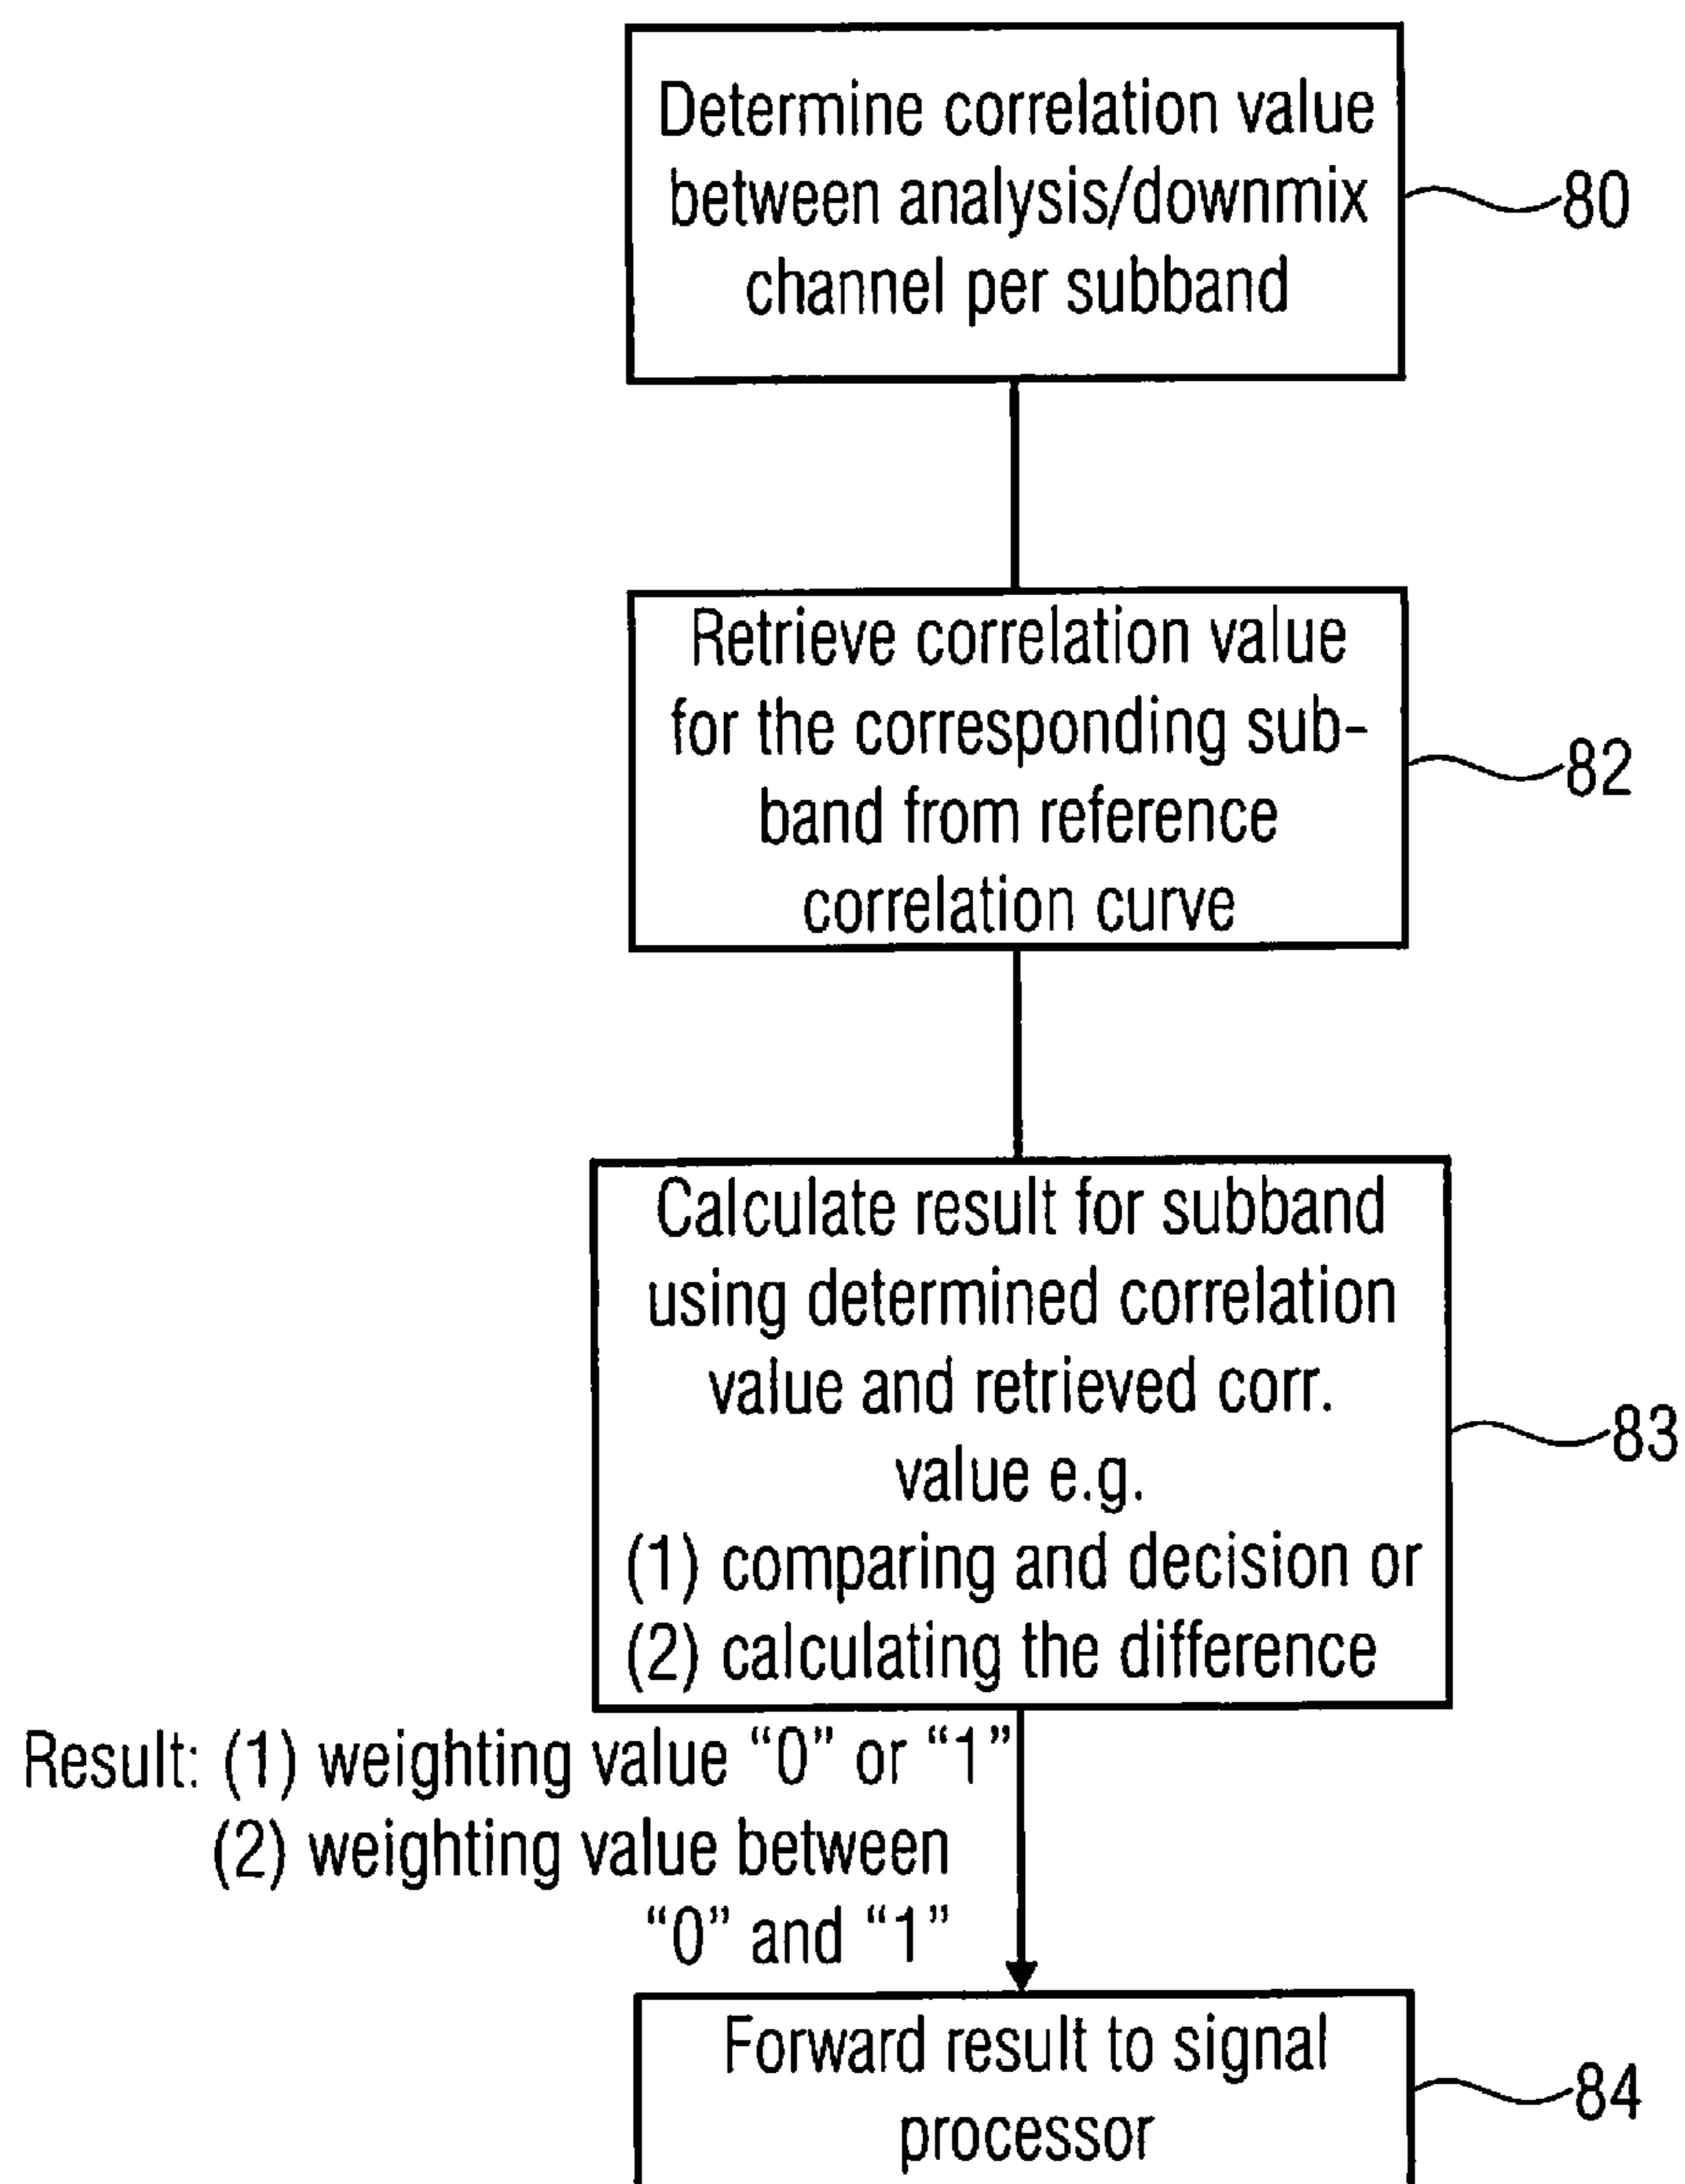 Determine correlation value
between analysis/downmix
channel per subband
80
Retrieve correlation value
for the corresponding sub-
band from reference
correlation curve
82
Calculate result for subband
using determined correlation
value and retrieved corr.
value e.g.
(1) comparing and decision or
(2) calculating the difference
83
Result: (1) weighting value “0” or “1”
(2) weighting value between
“0” and “1”
Forward result to signal
processor
84